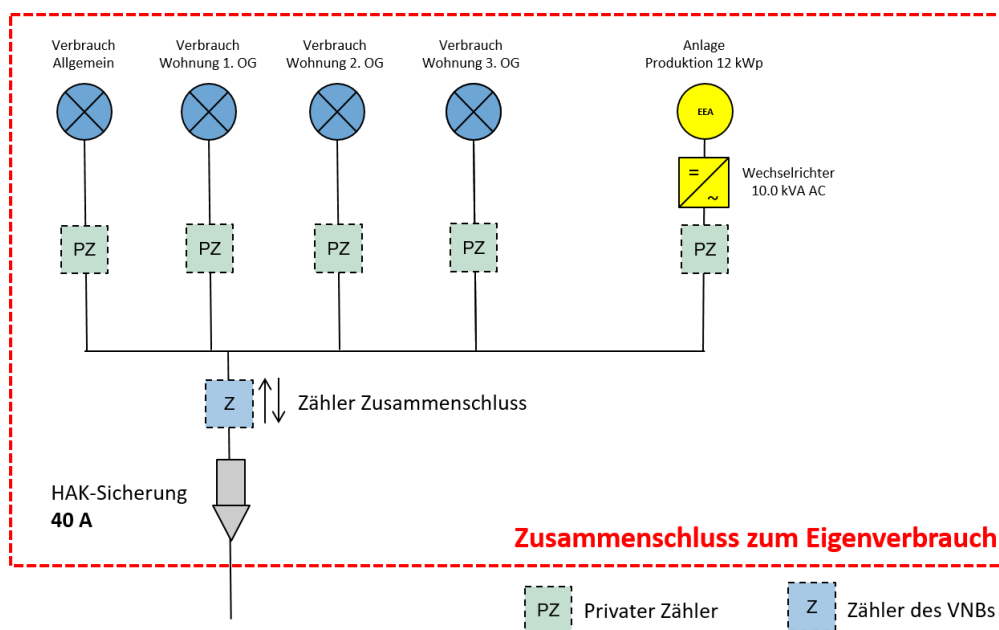 Verbrauch
Allgemein
Verbrauch
Wohnung 1. OG
Verbrauch
Wohnung 2. OG
Verbrauch
Wohnung 3. OG
Anlage
Produktion 12 kWp
EEA
=
~
Wechselrichter
10.0 kVA AC
PZ
PZ
PZ
PZ
PZ
Z
Zähler Zusammenschluss
HAK-Sicherung
40 A
Zusammenschluss zum Eigenverbrauch
PZ Privater Zähler
Z Zähler des VNBs